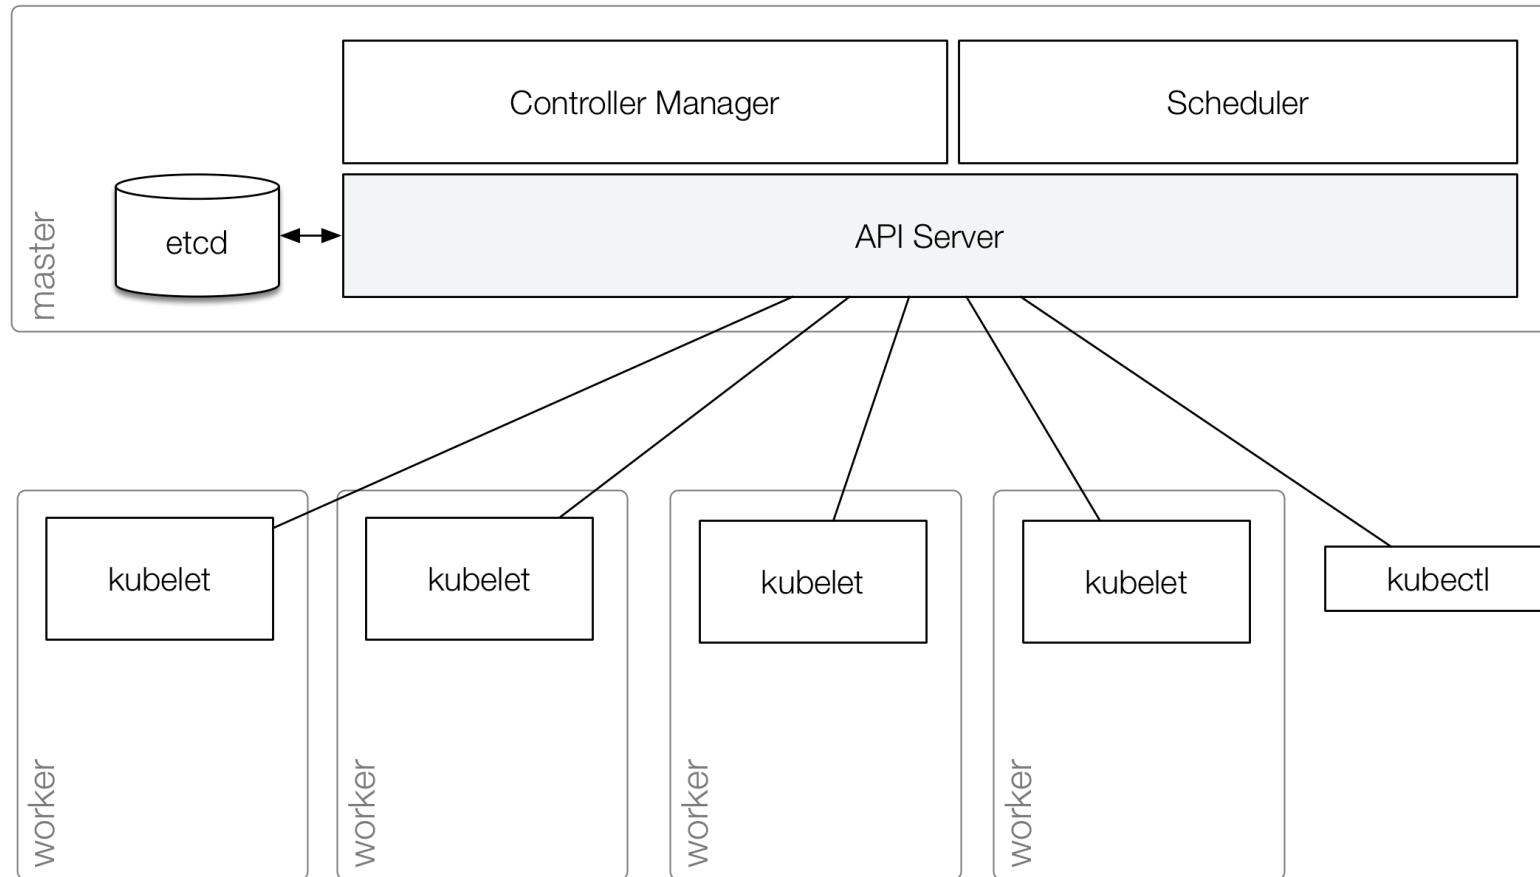 Controller Manager
Scheduler
etcd
API Server
master
kubelet
kubelet
kubelet
kubelet
kubectl
worker
worker
worker
worker